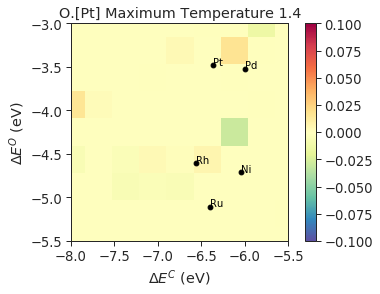 O.[Pt] Maximum Temperature 1.4
−3.0
−3.5
−4.0
−4.5
−5.0
−5.5
ΔE^O (eV)
Pt
Pd
Rh
Ni
Ru
−8.0 −7.5 −7.0 −6.5 −6.0 −5.5
ΔE^C (eV)
0.100
0.075
0.050
0.025
0.000
−0.025
−0.050
−0.075
−0.100